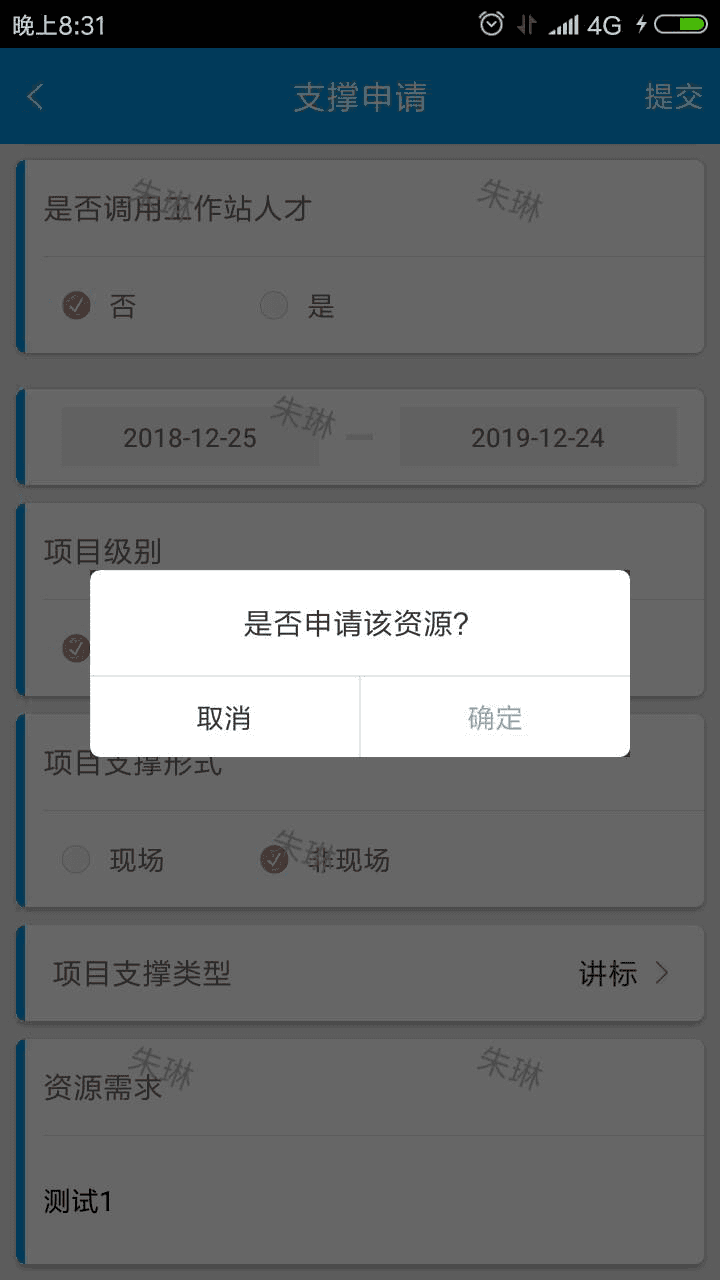 晚上8:31 4G
支撑申请 提交
朱琳 朱琳
是否调用工作站人才
否 是
朱琳
2018-12-25 2019-12-24
项目级别
是否申请该资源?
取消 确定
项目支撑形式
朱琳
现场 非现场
项目支撑类型 讲标
朱琳 朱琳
资源需求
测试1